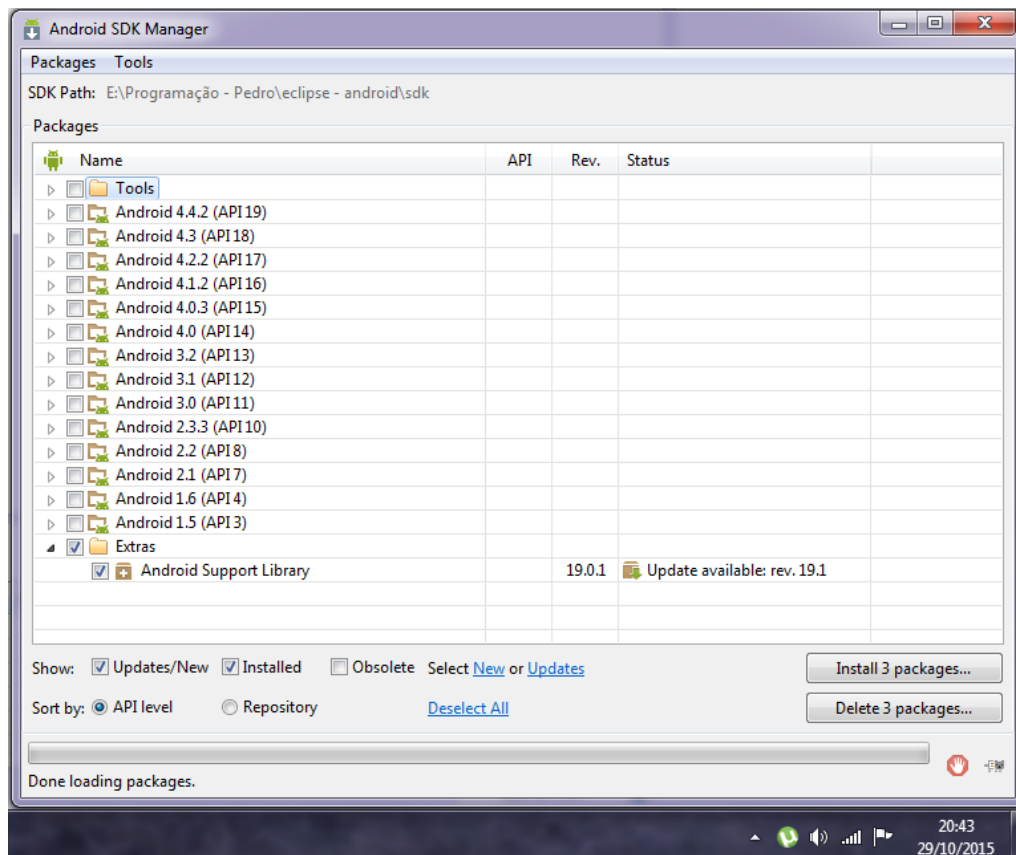 Android SDK Manager
Packages Tools
SDK Path: E:\Programação - Pedro\eclipse - android\sdk
Packages
Name API Rev. Status
Tools
Android 4.4.2 (API 19)
Android 4.3 (API 18)
Android 4.2.2 (API 17)
Android 4.1.2 (API 16)
Android 4.0.3 (API 15)
Android 4.0 (API 14)
Android 3.2 (API 13)
Android 3.1 (API 12)
Android 3.0 (API 11)
Android 2.3.3 (API 10)
Android 2.2 (API 8)
Android 2.1 (API 7)
Android 1.6 (API 4)
Android 1.5 (API 3)
Extras
Android Support Library 19.0.1 Update available: rev. 19.1
Show: Updates/New Installed Obsolete Select New or Updates Install 3 packages...
Sort by: API level Repository Deselect All Delete 3 packages...
Done loading packages.
20:43
29/10/2015